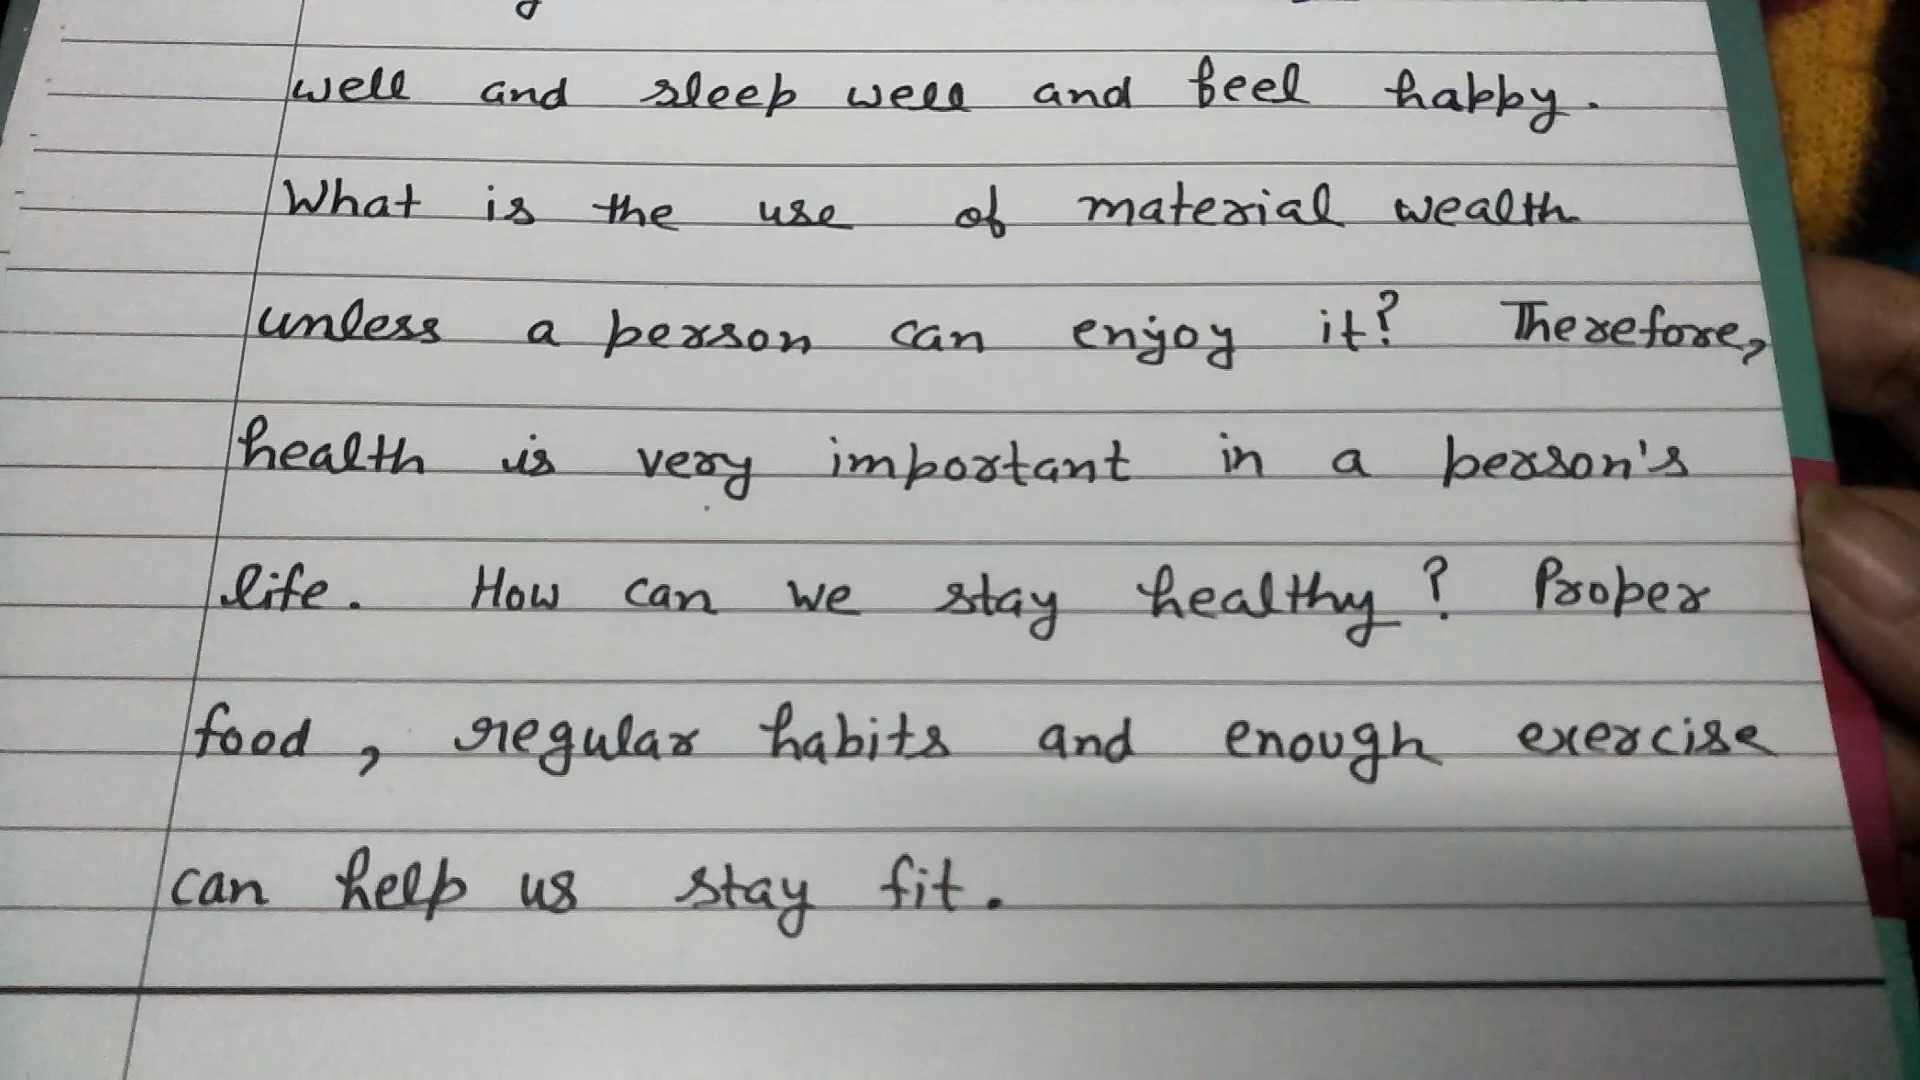 well and sleep well and feel happy.
What is the use of material wealth
unless a person can enjoy it? Therefore,
health is very important in a person's
life. How can we stay healthy? Proper
food, regular habits and enough exercise
can help us stay fit.